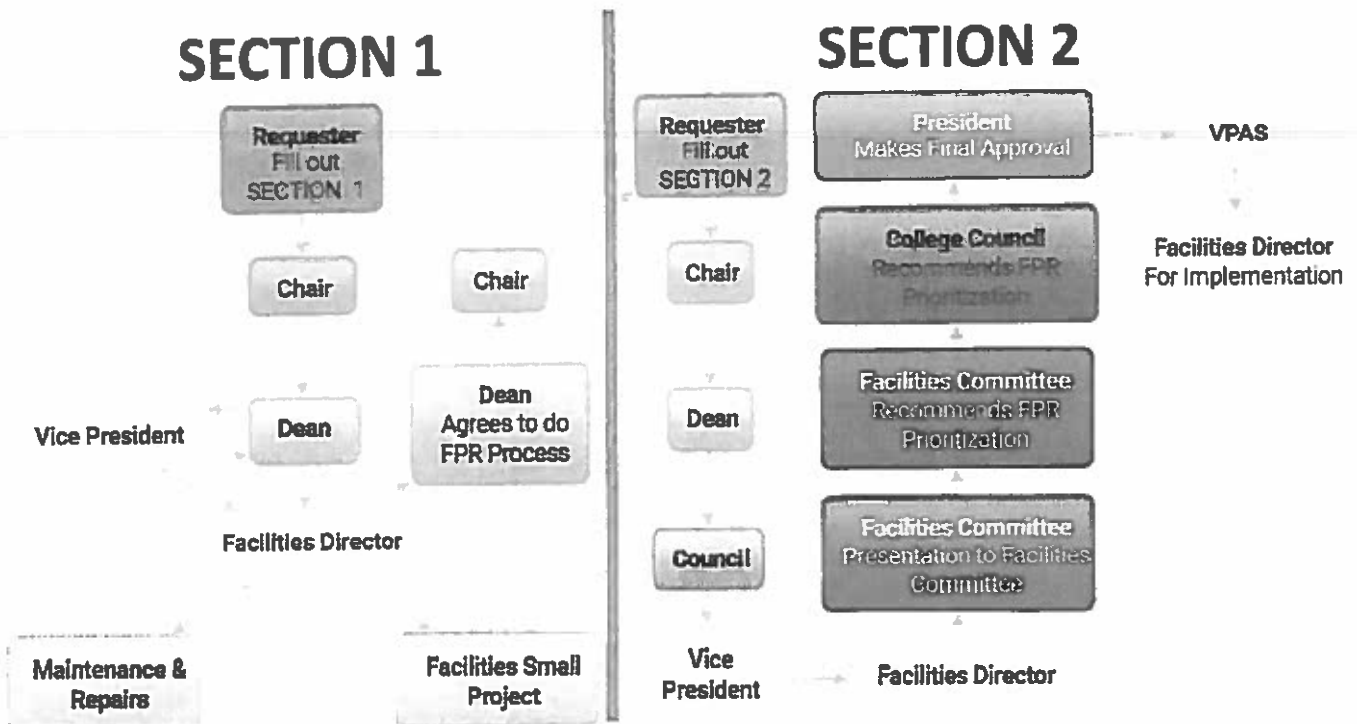 SECTION 1
Requester
Fill out
SECTION 1
Chair
Chair
Dean
Agrees to do
FPR Process
Vice President
Dean
Facilities Director
Maintenance &
Repairs
Facilities Small
Project
SECTION 2
Requester
Fill out
SECTION 2
Chair
Dean
Council
Vice
President
Facilities Director
Facilities Committee
Presentation to Facilities
Committee
Facilities Committee
Recommends FPR
Prioritization
College Council
Recommends FPR
Prioritization
President
Makes Final Approval
VPAS
Facilities Director
For Implementation